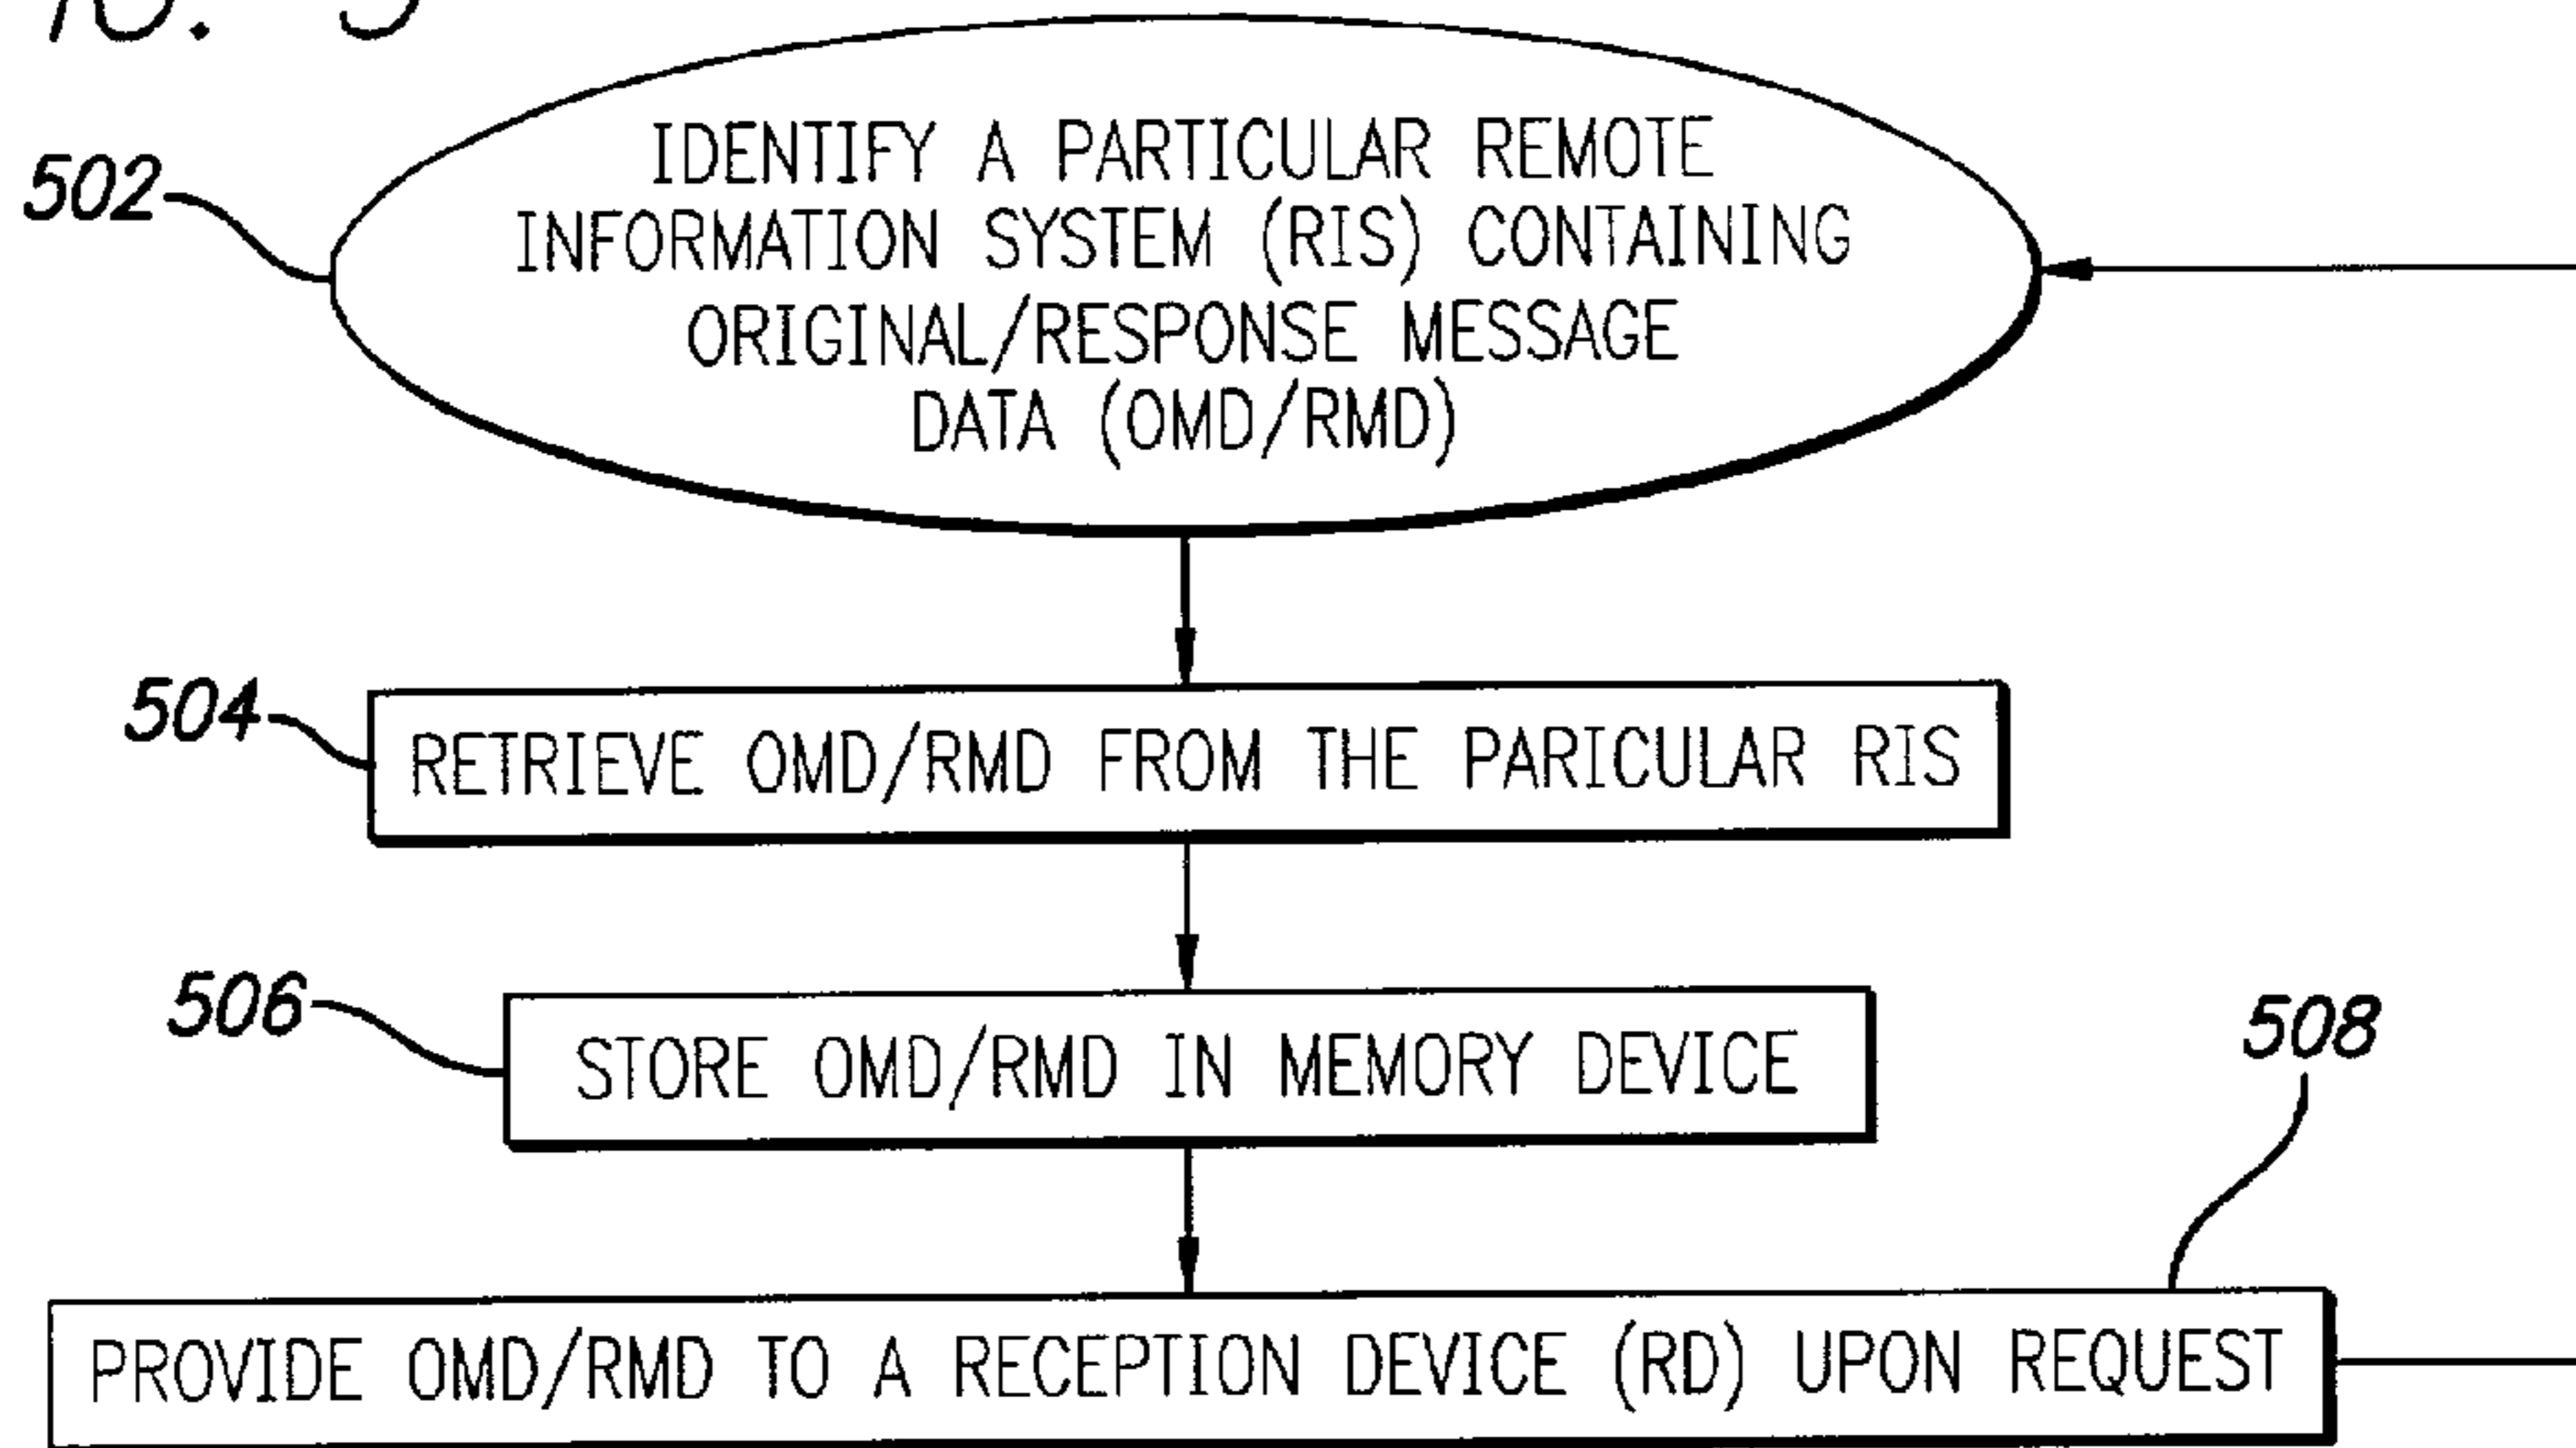 502
IDENTIFY A PARTICULAR REMOTE
INFORMATION SYSTEM (RIS) CONTAINING
ORIGINAL/RESPONSE MESSAGE
DATA (OMD/RMD)
504
RETRIEVE OMD/RMD FROM THE PARICULAR RIS
506
STORE OMD/RMD IN MEMORY DEVICE
508
PROVIDE OMD/RMD TO A RECEPTION DEVICE (RD) UPON REQUEST